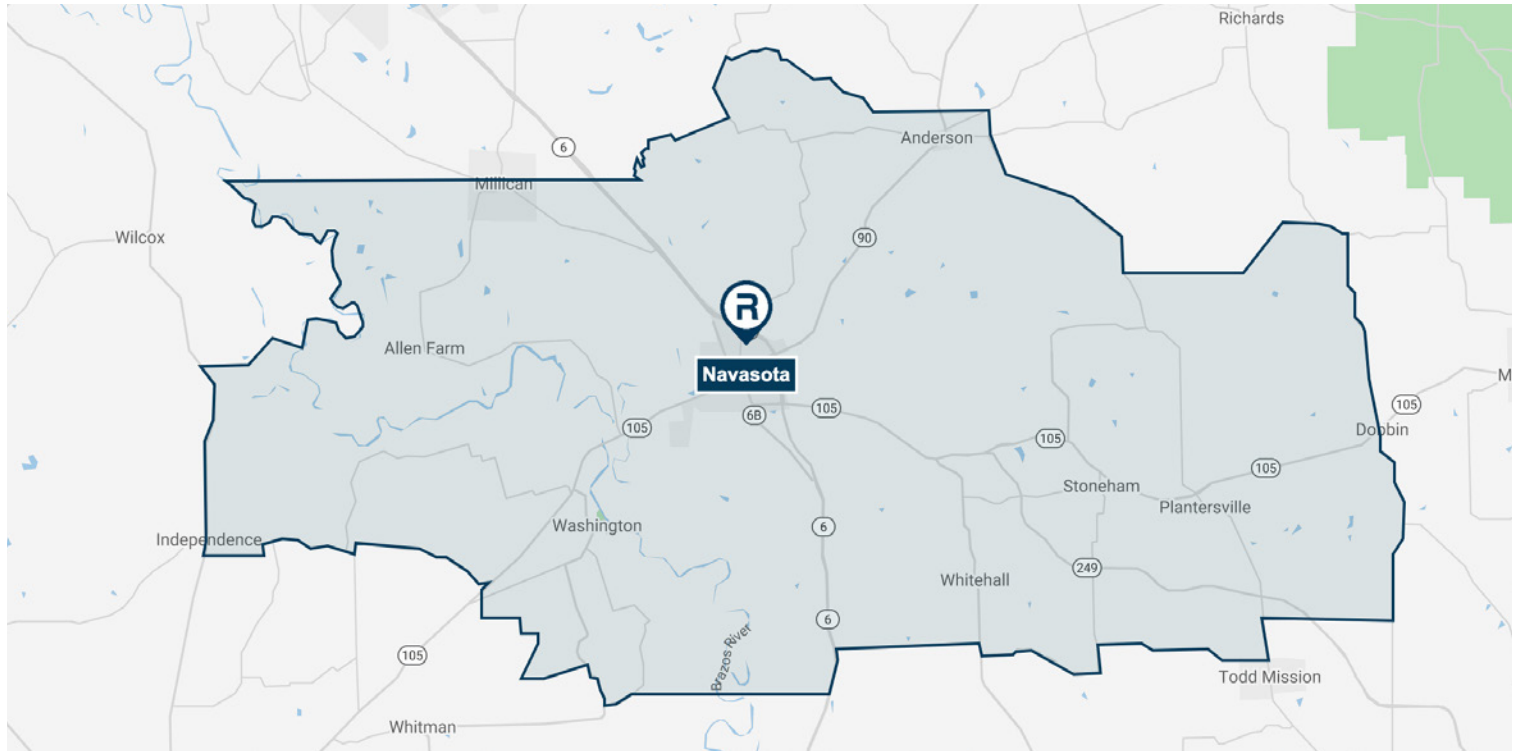 Richards
Anderson
6
Millican
Wilcox
90
R
Allen Farm
Navasota
M
105
105
6B
105
Dobbin
105
105
Stoneham
Plantersville
Washington
6
Independence
249
Whitehall
6
Brazos River
105
Todd Mission
Whitman